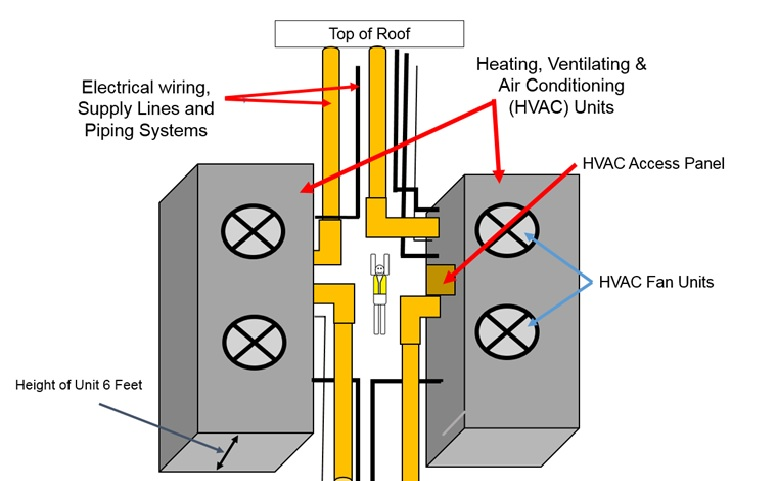 Top of Roof
Electrical wiring,
Supply Lines and
Piping Systems
Heating, Ventilating &
Air Conditioning
(HVAC) Units
HVAC Access Panel
HVAC Fan Units
Height of Unit 6 Feet